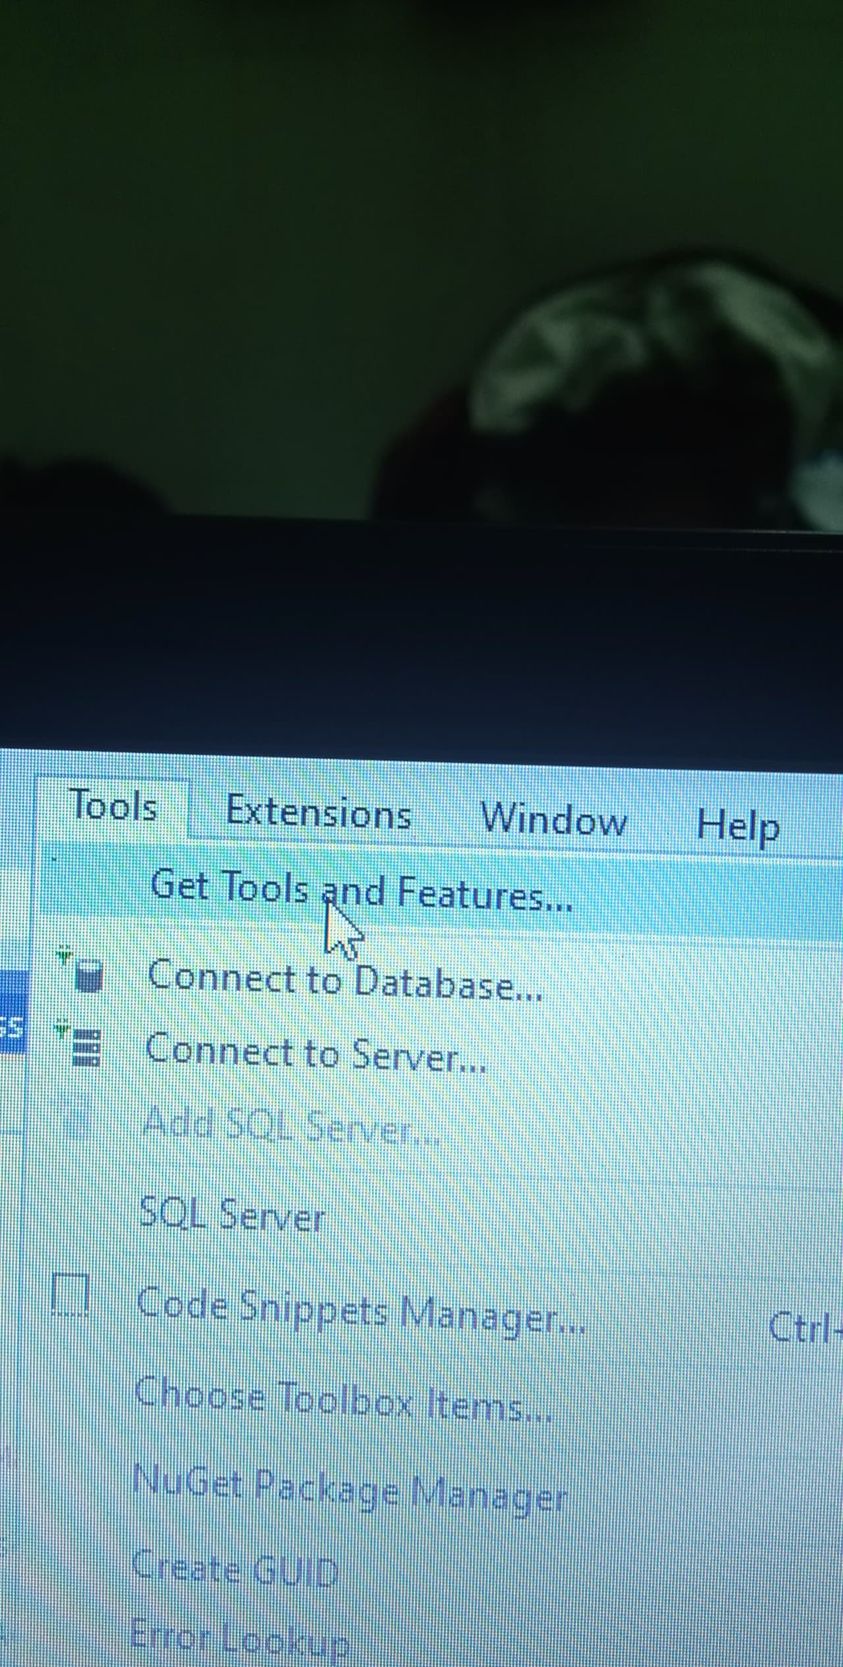 Tools Extensions Window Help
Get Tools and Features...
Connect to Database...
Connect to Server...
Add SQL Server...
SQL Server
Code Snippets Manager... Ctrl+
Choose Toolbox Items...
NuGet Package Manager
Create GUID
Error Lookup